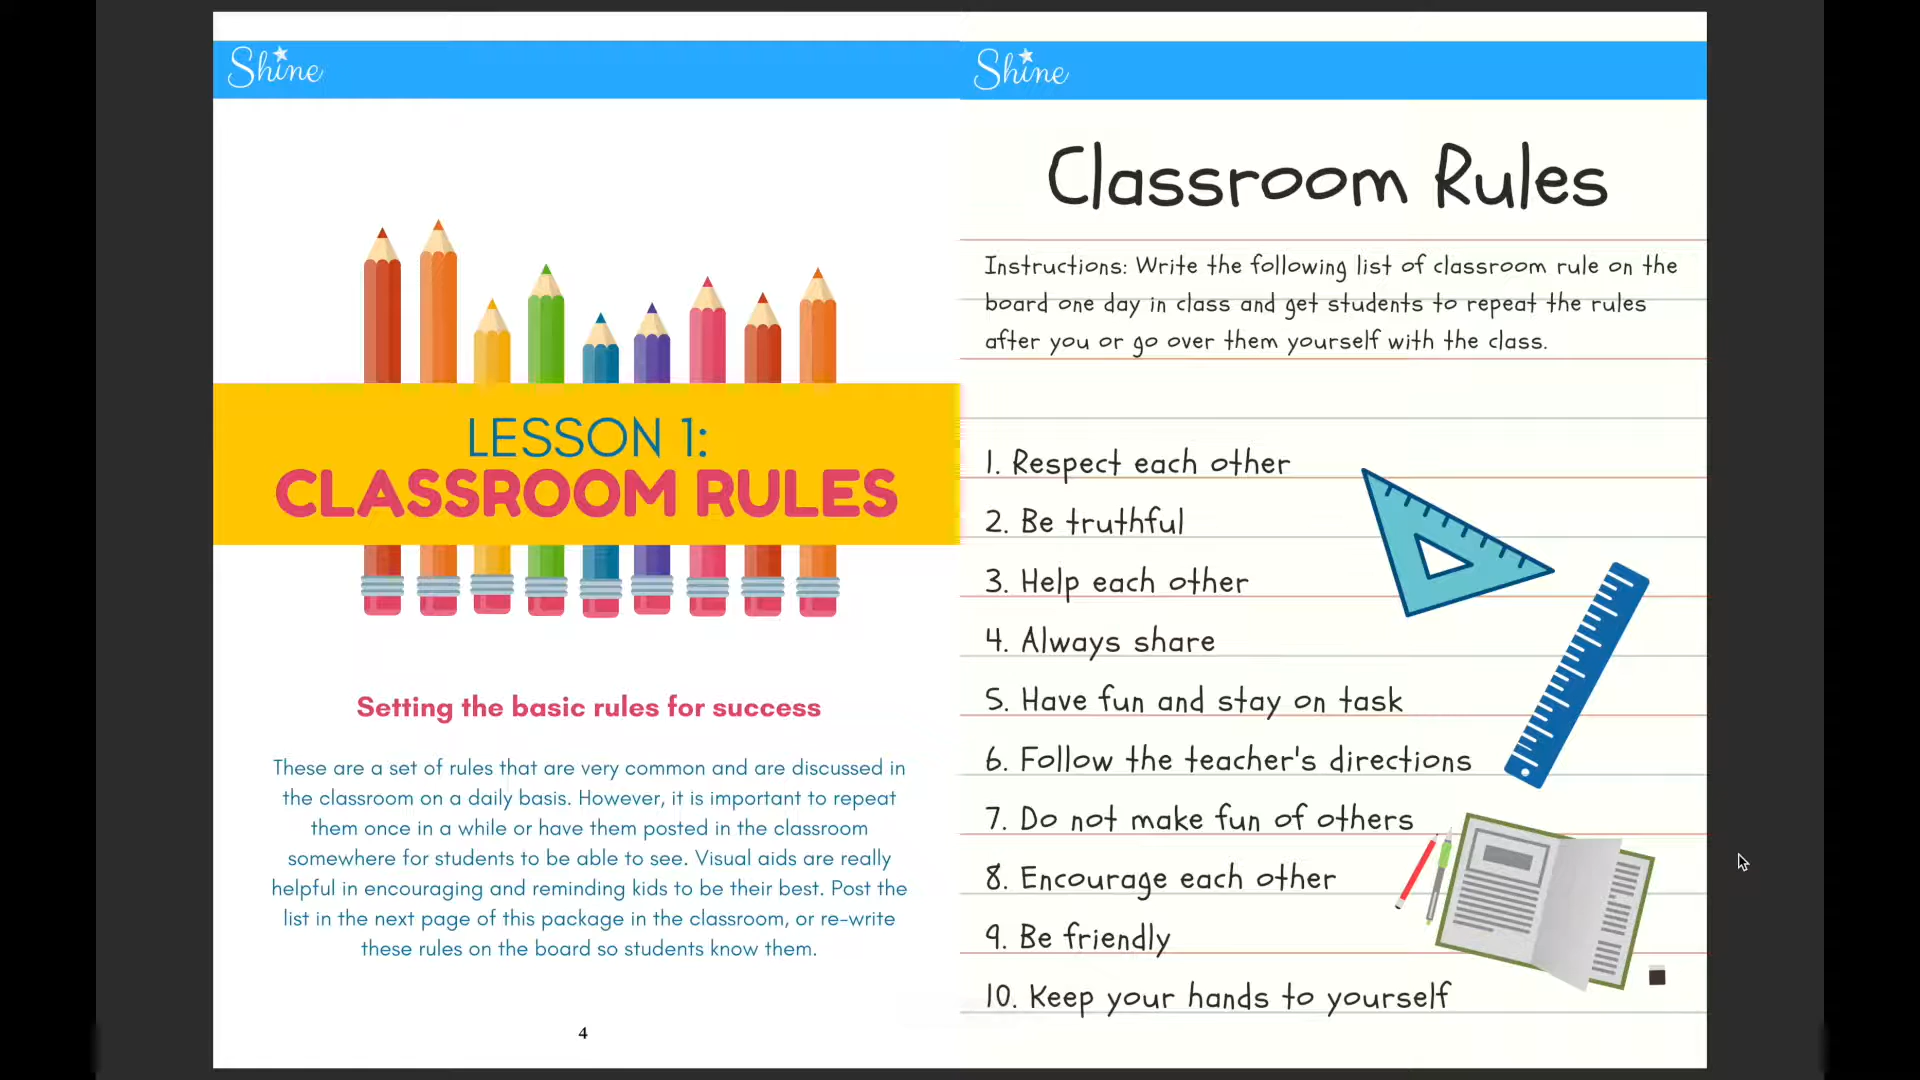 Shine
LESSON 1:
CLASSROOM RULES
Setting the basic rules for success
These are a set of rules that are very common and are discussed in
the classroom on a daily basis. However, it is important to repeat
them once in a while or have them posted in the classroom
somewhere for students to be able to see. Visual aids are really
helpful in encouraging and reminding kids to be their best. Post the
list in the next page of this package in the classroom, or re-write
these rules on the board so students know them.
4
Shine
Classroom Rules
Instructions: Write the following list of classroom rule on the
board one day in class and get students to repeat the rules
after you or go over them yourself with the class.
1. Respect each other
2. Be truthful
3. Help each other
4. Always share
5. Have fun and stay on task
6. Follow the teacher's directions
7. Do not make fun of others
8. Encourage each other
9. Be friendly
10. Keep your hands to yourself